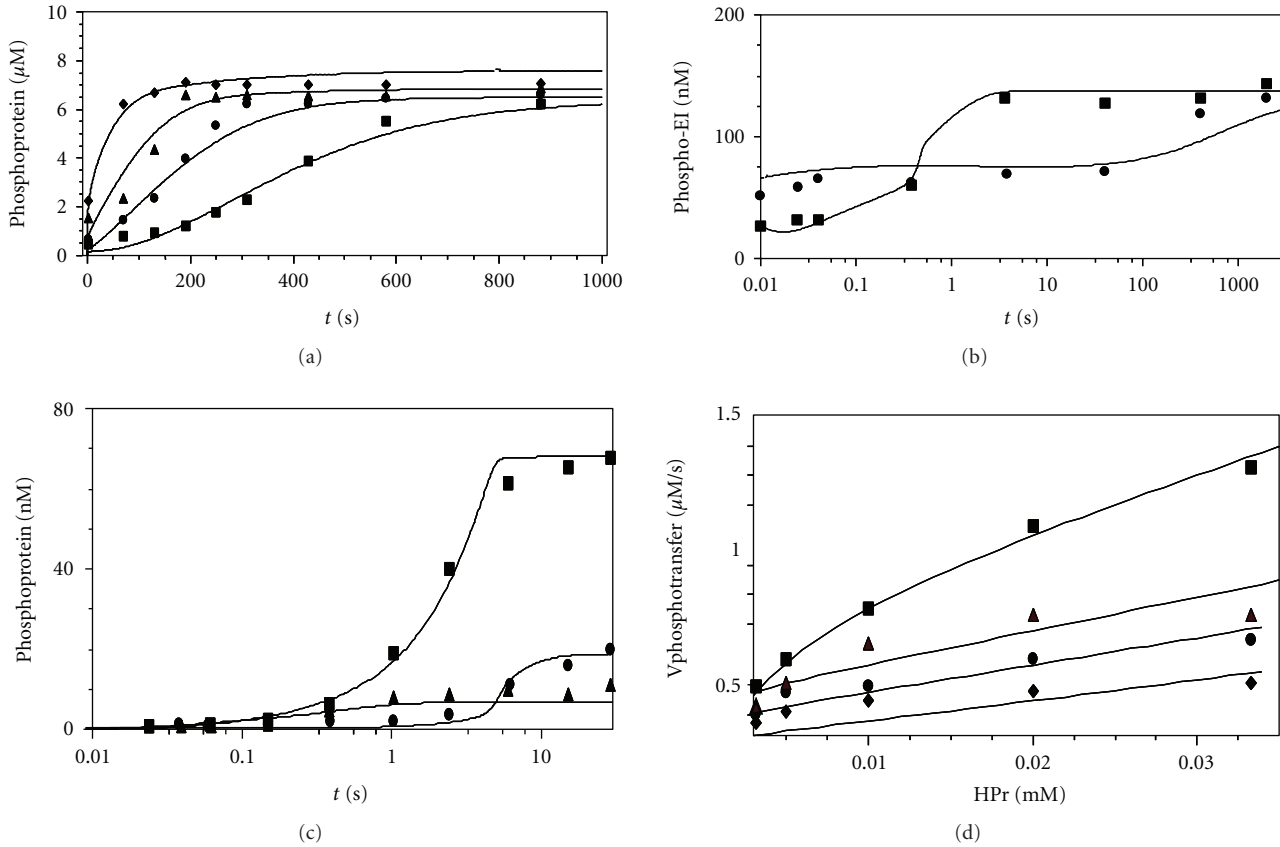 Phosphoprotein (μM)
10
8
6
4
2
0
0 200 400 600 800 1000
t (s)
(a)
Phospho-EI (nM)
200
100
0
0.01 0.1 1 10 100 1000
t (s)
(b)
Phosphoprotein (nM)
80
40
0
0.01 0.1 1 10
t (s)
(c)
Vphosphotransfer (μM/s)
1.5
1
0.5
0.01 0.02 0.03
HPr (mM)
(d)